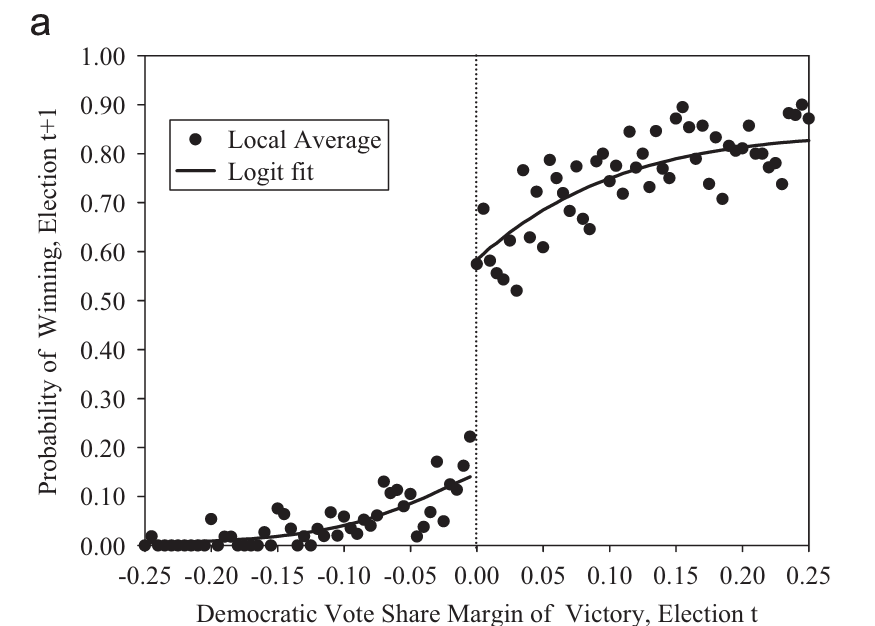 a
1.00
0.90
0.80
0.70
0.60
0.50
0.40
0.30
0.20
0.10
0.00
Probability of Winning, Election t+1
Local Average
Logit fit
-0.25 -0.20 -0.15 -0.10 -0.05 0.00 0.05 0.10 0.15 0.20 0.25
Democratic Vote Share Margin of Victory, Election t